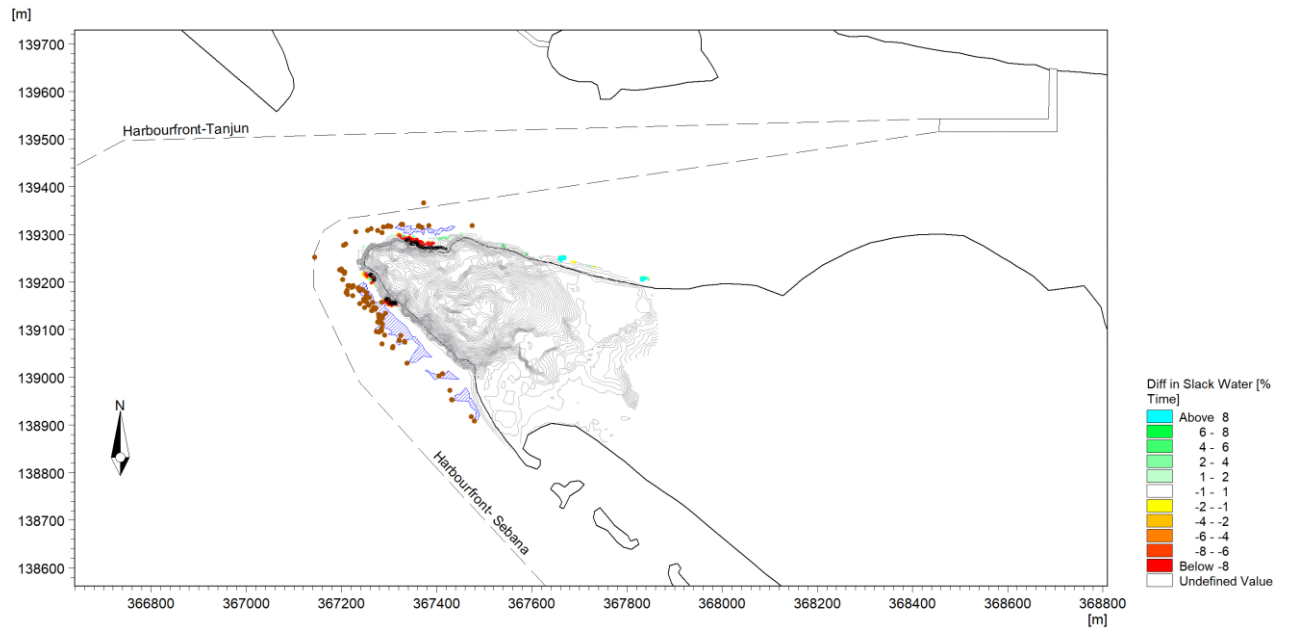 [m]
139700
139600
139500
139400
139300
139200
139100
139000
138900
138800
138700
138600
Harbourfront-Tanjun
Harbourfront- Sebana
N
366800 367000 367200 367400 367600 367800 368000 368200 368400 368600 368800
[m]
Diff in Slack Water [%
Time]
Above 8
6 - 8
4 - 6
2 - 4
1 - 2
-1 - 1
-2 - -1
-4 - -2
-6 - -4
-8 - -6
Below -8
Undefined Value